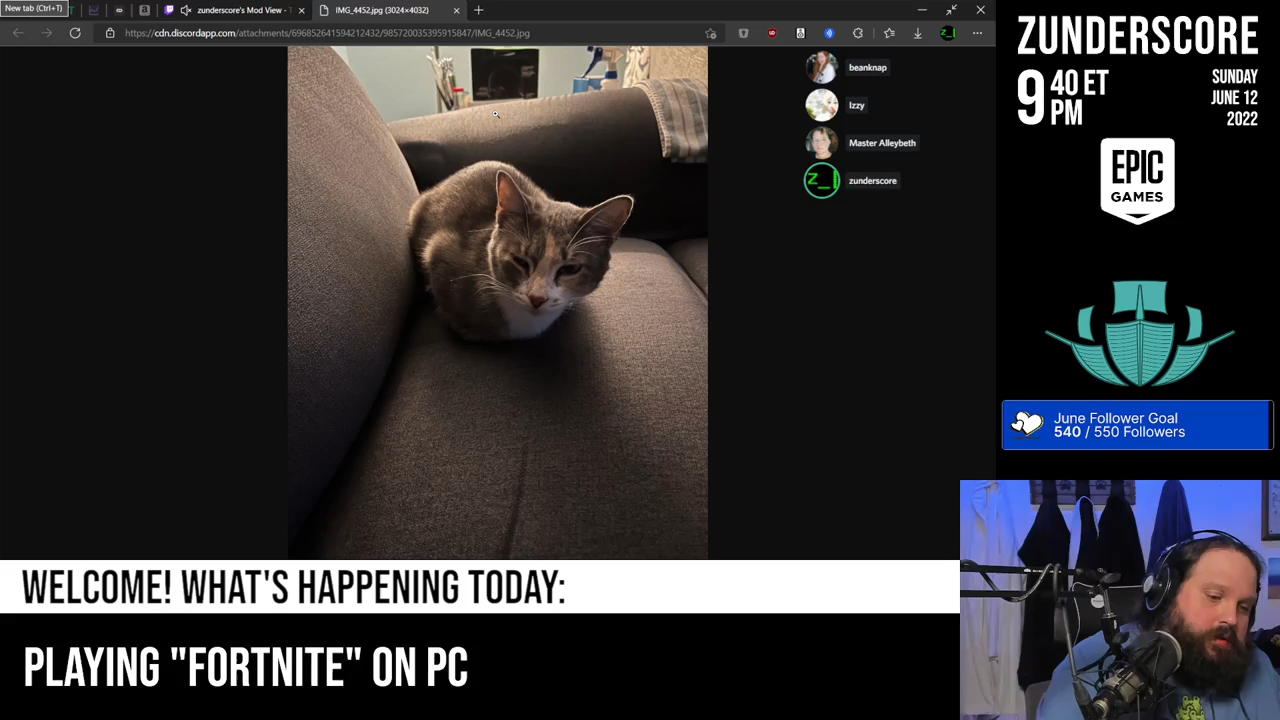 New tab (Ctrl+T)
zunderscore's Mod View - T
IMG_4452.jpg (3024×4032)
https://cdn.discordapp.com/attachments/696852641594212432/985720035395915847/IMG_4452.jpg
beanknap
Izzy
Master Alleybeth
z_
zunderscore
ZUNDERSCORE
9 40 ET
PM
SUNDAY
JUNE 12
2022
EPIC
GAMES
June Follower Goal
540 / 550 Followers
WELCOME! WHAT'S HAPPENING TODAY:
PLAYING "FORTNITE" ON PC